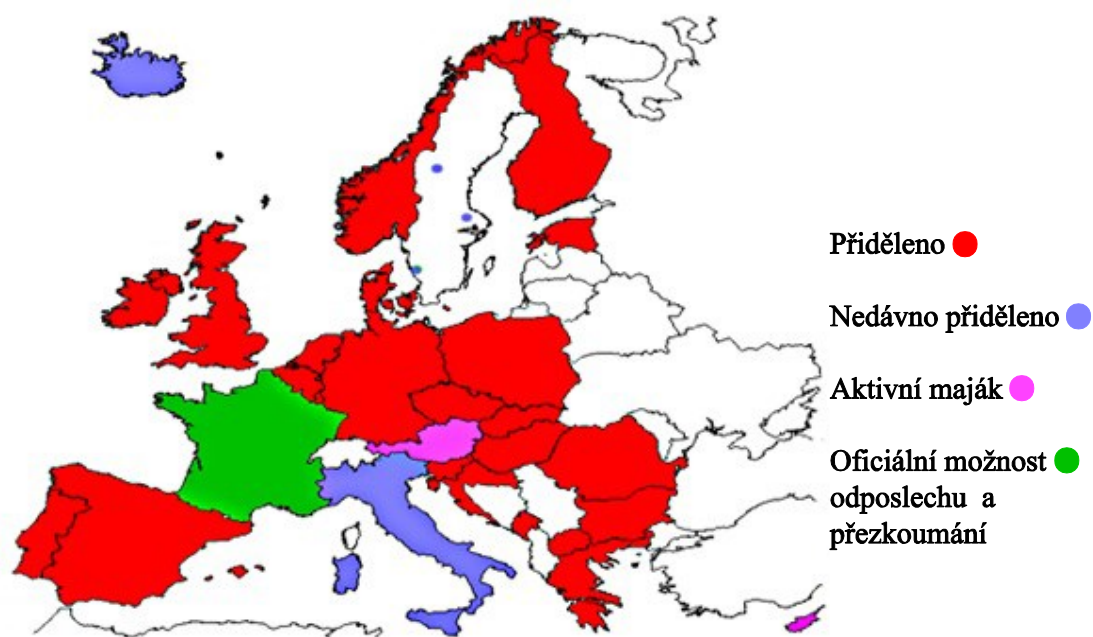 Přiděleno
Nedávno přiděleno
Aktivní maják
Oficiální možnost
odposlechu a
přezkoumání